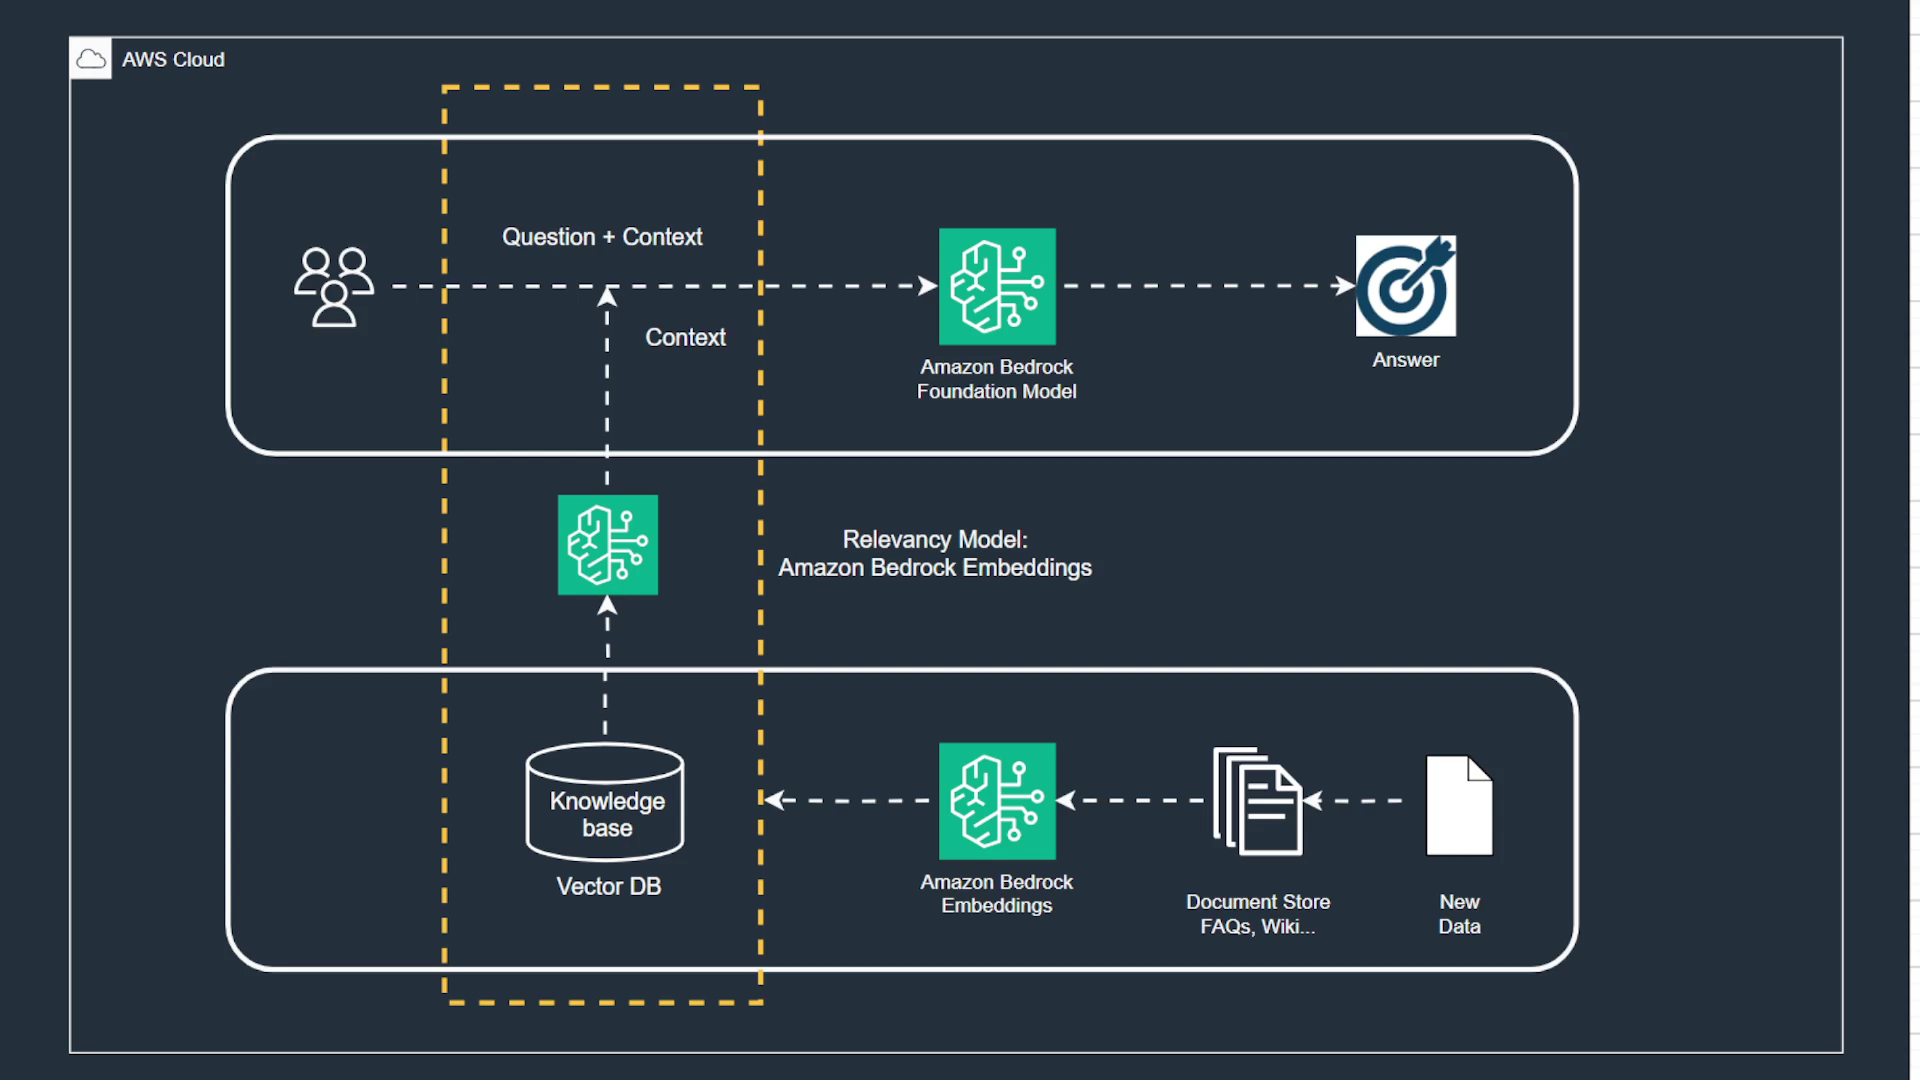 AWS Cloud
Question + Context
Context
Amazon Bedrock
Foundation Model
Answer
Relevancy Model:
Amazon Bedrock Embeddings
Knowledge
base
Vector DB
Amazon Bedrock
Embeddings
Document Store
FAQs, Wiki...
New
Data